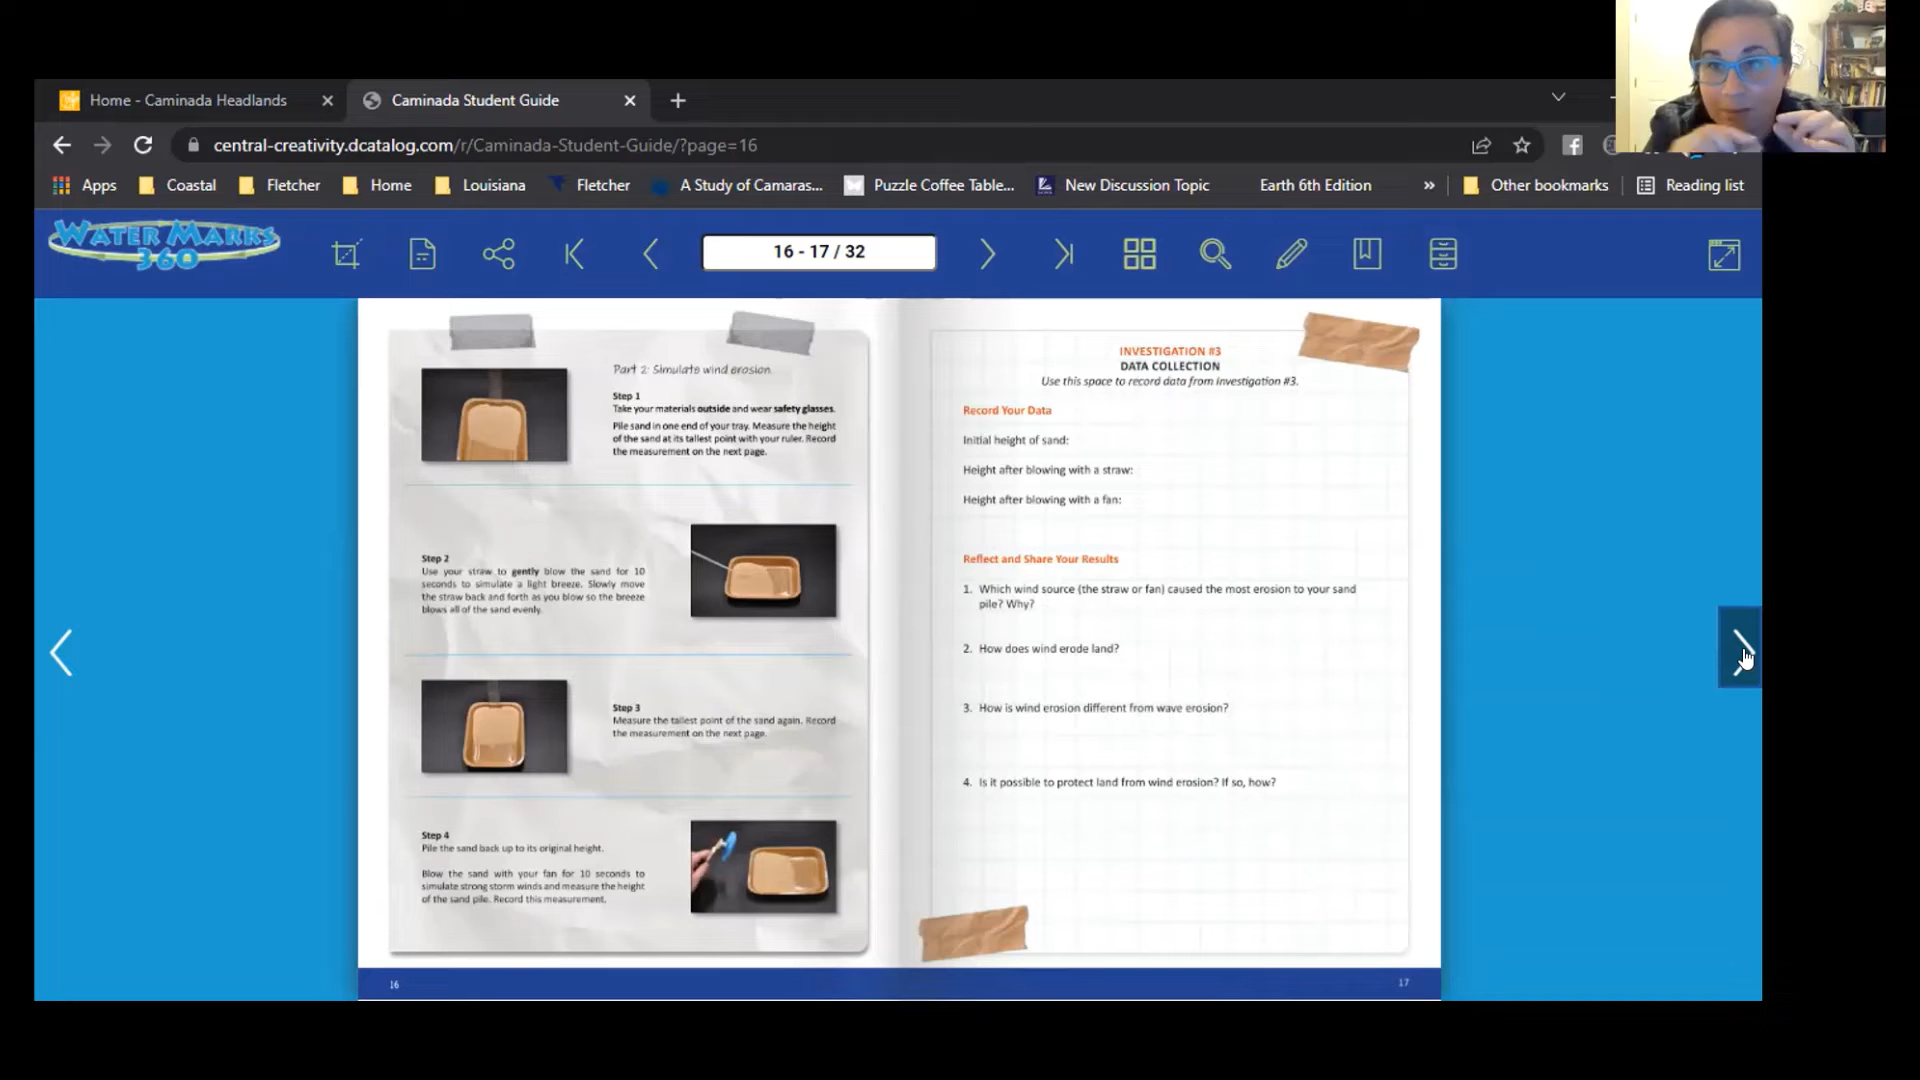 Home - Caminada Headlands
Caminada Student Guide
central-creativity.dcatalog.com/r/Caminada-Student-Guide/?page=16
Apps Coastal Fletcher Home Louisiana Fletcher A Study of Camaras... Puzzle Coffee Table... New Discussion Topic Earth 6th Edition » Other bookmarks Reading list
WATER MARKS
360
16 - 17 / 32
Part 2: Simulate wind erosion.
Step 1
Take your materials outside and wear safety glasses.
Pile sand in one end of your tray. Measure the height
of the sand at its tallest point with your ruler. Record
the measurement on the next page.
Step 2
Use your straw to gently blow the sand for 10
seconds to simulate a light breeze. Slowly move
the straw back and forth as you blow so the breeze
blows all of the sand evenly.
Step 3
Measure the tallest point of the sand again. Record
the measurement on the next page.
Step 4
Pile the sand back up to its original height.
Blow the sand with your fan for 10 seconds to
simulate strong storm winds and measure the height
of the sand pile. Record this measurement.
16
INVESTIGATION #3
DATA COLLECTION
Use this space to record data from investigation #3.
Record Your Data
Initial height of sand:
Height after blowing with a straw:
Height after blowing with a fan:
Reflect and Share Your Results
1. Which wind source (the straw or fan) caused the most erosion to your sand
pile? Why?
2. How does wind erode land?
3. How is wind erosion different from wave erosion?
4. Is it possible to protect land from wind erosion? If so, how?
17